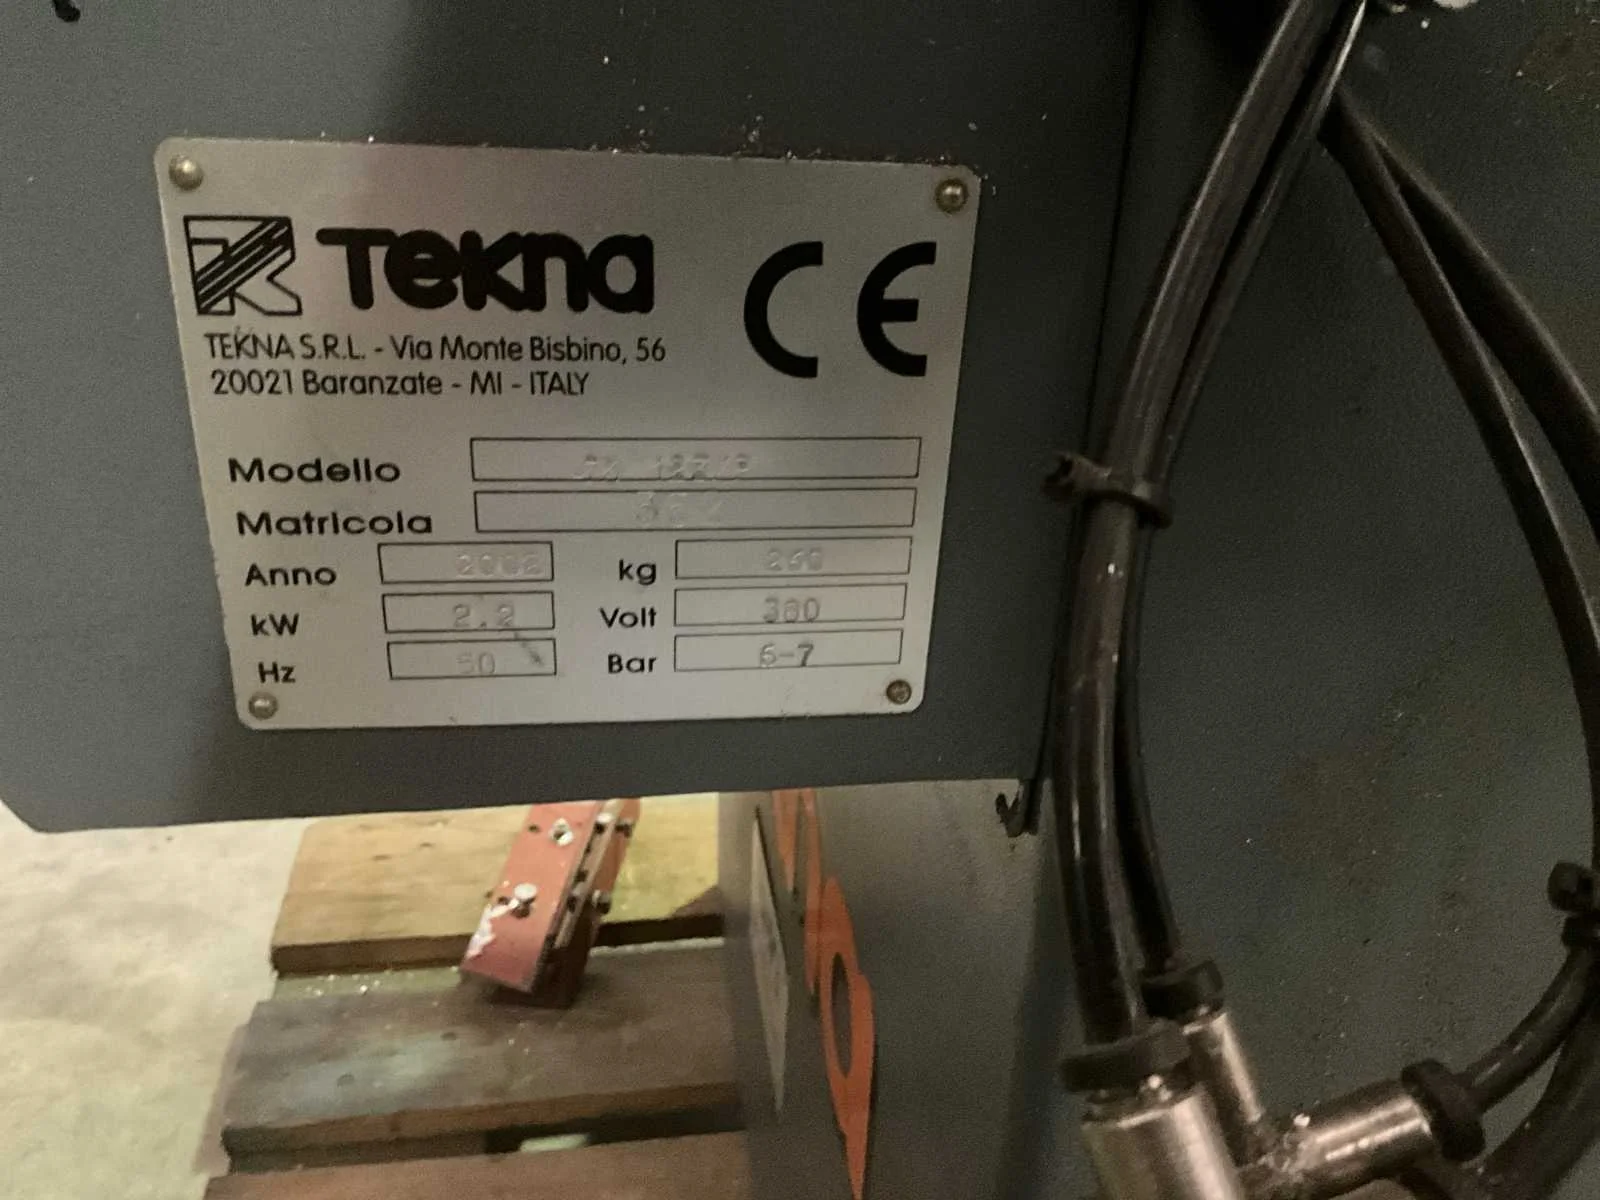 Tekna CE
TEKNA S.R.L. - Via Monte Bisbino, 56
20021 Baranzate - MI - ITALY
Modello
Matricola
Anno 2002 kg
kW 2.2 Volt 380
Hz 50 Bar 6-7